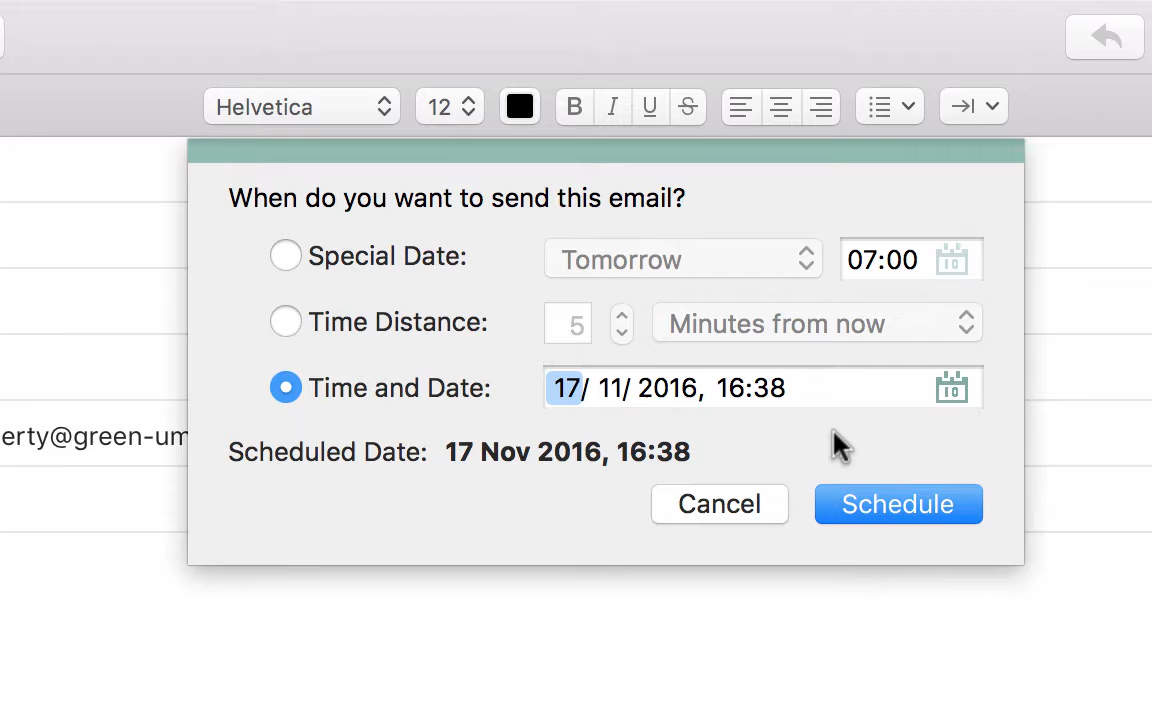 Helvetica 12 B I U S
When do you want to send this email?
Special Date: Tomorrow 07:00 10
Time Distance: 5 Minutes from now
Time and Date: 17/ 11/ 2016, 16:38 10
erty@green-um
Scheduled Date: 17 Nov 2016, 16:38
Cancel Schedule